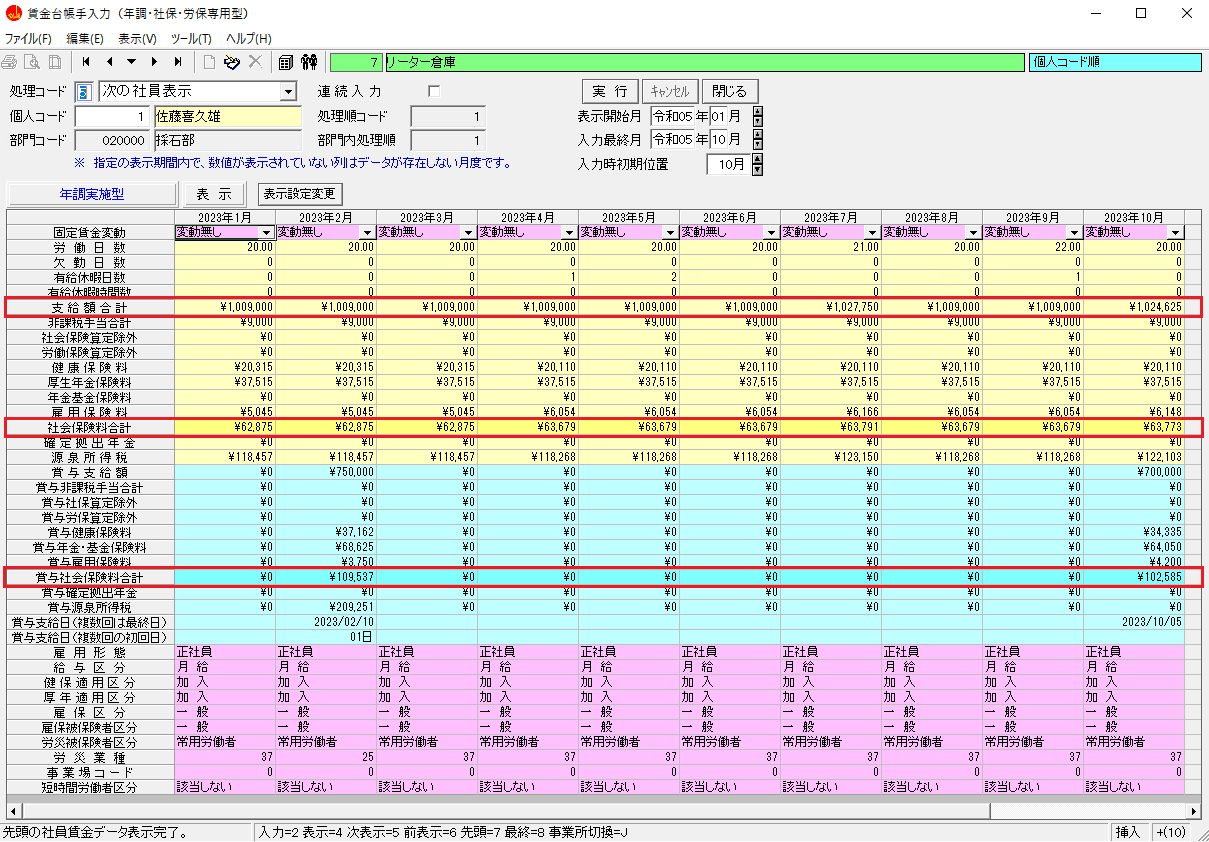 賃金台帳手入力（年調・社保・労保専用型）
ファイル(F) 編集(E) 表示(V) ツール(T) ヘルプ(H)
7 リーター倉庫 個人コード順
処理コード 3 次の社員表示 連続入力 実 行 ｷｬﾝｾﾙ 閉じる
個人コード 1 佐藤喜久雄 処理順コード 1 表示開始月 令和05 年 01 月
部門コード 020000 採石部 部門内処理順 1 入力最終月 令和05 年 10 月
※ 指定の表示期間内で、数値が表示されていない列はデータが存在しない月度です。 入力時初期位置 10月
年調実施型 表 示 表示設定変更
2023年1月 2023年2月 2023年3月 2023年4月 2023年5月 2023年6月 2023年7月 2023年8月 2023年9月 2023年10月
固定賃金変動 変動無し 変動無し 変動無し 変動無し 変動無し 変動無し 変動無し 変動無し 変動無し 変動無し
労 働 日 数 20.00 20.00 20.00 20.00 20.00 20.00 21.00 20.00 22.00 20.00
欠 勤 日 数 0 0 0 0 0 0 0 0 0 0
有給休暇日数 0 0 0 1 2 0 0 0 1 0
有給休暇時間数 0 0 0 0 0 0 0 0 0 0
支 給 額 合 計 ¥1,009,000 ¥1,009,000 ¥1,009,000 ¥1,009,000 ¥1,009,000 ¥1,009,000 ¥1,027,750 ¥1,009,000 ¥1,009,000 ¥1,024,625
非課税手当合計 ¥9,000 ¥9,000 ¥9,000 ¥9,000 ¥9,000 ¥9,000 ¥9,000 ¥9,000 ¥9,000 ¥9,000
社会保険算定除外 ¥0 ¥0 ¥0 ¥0 ¥0 ¥0 ¥0 ¥0 ¥0 ¥0
労働保険算定除外 ¥0 ¥0 ¥0 ¥0 ¥0 ¥0 ¥0 ¥0 ¥0 ¥0
健 康 保 険 料 ¥20,315 ¥20,315 ¥20,315 ¥20,110 ¥20,110 ¥20,110 ¥20,110 ¥20,110 ¥20,110 ¥20,110
厚生年金保険料 ¥37,515 ¥37,515 ¥37,515 ¥37,515 ¥37,515 ¥37,515 ¥37,515 ¥37,515 ¥37,515 ¥37,515
年金基金保険料 ¥0 ¥0 ¥0 ¥0 ¥0 ¥0 ¥0 ¥0 ¥0 ¥0
雇 用 保 険 料 ¥5,045 ¥5,045 ¥5,045 ¥6,054 ¥6,054 ¥6,054 ¥6,166 ¥6,054 ¥6,054 ¥6,148
社会保険料合計 ¥62,875 ¥62,875 ¥62,875 ¥63,679 ¥63,679 ¥63,679 ¥63,791 ¥63,679 ¥63,679 ¥63,773
確 定 拠 出 年 金 ¥0 ¥0 ¥0 ¥0 ¥0 ¥0 ¥0 ¥0 ¥0 ¥0
源 泉 所 得 税 ¥118,457 ¥118,457 ¥118,457 ¥118,268 ¥118,268 ¥118,268 ¥123,150 ¥118,268 ¥118,268 ¥122,103
賞 与 支 給 額 ¥0 ¥750,000 ¥0 ¥0 ¥0 ¥0 ¥0 ¥0 ¥0 ¥700,000
賞与非課税手当合計 ¥0 ¥0 ¥0 ¥0 ¥0 ¥0 ¥0 ¥0 ¥0 ¥0
賞与社保算定除外 ¥0 ¥0 ¥0 ¥0 ¥0 ¥0 ¥0 ¥0 ¥0 ¥0
賞与労保算定除外 ¥0 ¥0 ¥0 ¥0 ¥0 ¥0 ¥0 ¥0 ¥0 ¥0
賞与健康保険料 ¥0 ¥37,162 ¥0 ¥0 ¥0 ¥0 ¥0 ¥0 ¥0 ¥34,335
賞与年金・基金保険料 ¥0 ¥68,625 ¥0 ¥0 ¥0 ¥0 ¥0 ¥0 ¥0 ¥64,050
賞与雇用保険料 ¥0 ¥3,750 ¥0 ¥0 ¥0 ¥0 ¥0 ¥0 ¥0 ¥4,200
賞与社会保険料合計 ¥0 ¥109,537 ¥0 ¥0 ¥0 ¥0 ¥0 ¥0 ¥0 ¥102,585
賞与確定拠出年金 ¥0 ¥0 ¥0 ¥0 ¥0 ¥0 ¥0 ¥0 ¥0 ¥0
賞与源泉所得税 ¥0 ¥209,251 ¥0 ¥0 ¥0 ¥0 ¥0 ¥0 ¥0 ¥0
賞与支給日（複数回は最終日） 2023/02/10 2023/10/05
賞与支給日（複数回の初回日） 01日
雇 用 形 態 正社員 正社員 正社員 正社員 正社員 正社員 正社員 正社員 正社員 正社員
給 与 区 分 月 給 月 給 月 給 月 給 月 給 月 給 月 給 月 給 月 給 月 給
健保適用区分 加 入 加 入 加 入 加 入 加 入 加 入 加 入 加 入 加 入 加 入
厚年適用区分 加 入 加 入 加 入 加 入 加 入 加 入 加 入 加 入 加 入 加 入
雇 保 区 分 一 般 一 般 一 般 一 般 一 般 一 般 一 般 一 般 一 般 一 般
雇保被保険者区分 一 般 一 般 一 般 一 般 一 般 一 般 一 般 一 般 一 般 一 般
労災被保険者区分 常用労働者 常用労働者 常用労働者 常用労働者 常用労働者 常用労働者 常用労働者 常用労働者 常用労働者 常用労働者
労 災 業 種 37 25 37 37 37 37 37 37 37 37
事業場コード 0 0 0 0 0 0 0 0 0 0
短時間労働者区分 該当しない 該当しない 該当しない 該当しない 該当しない 該当しない 該当しない 該当しない 該当しない 該当しない
先頭の社員賃金データ表示完了。 入力=2 表示=4 次表示=5 前表示=6 先頭=7 最終=8 事業所切換=J 挿入 +(10)